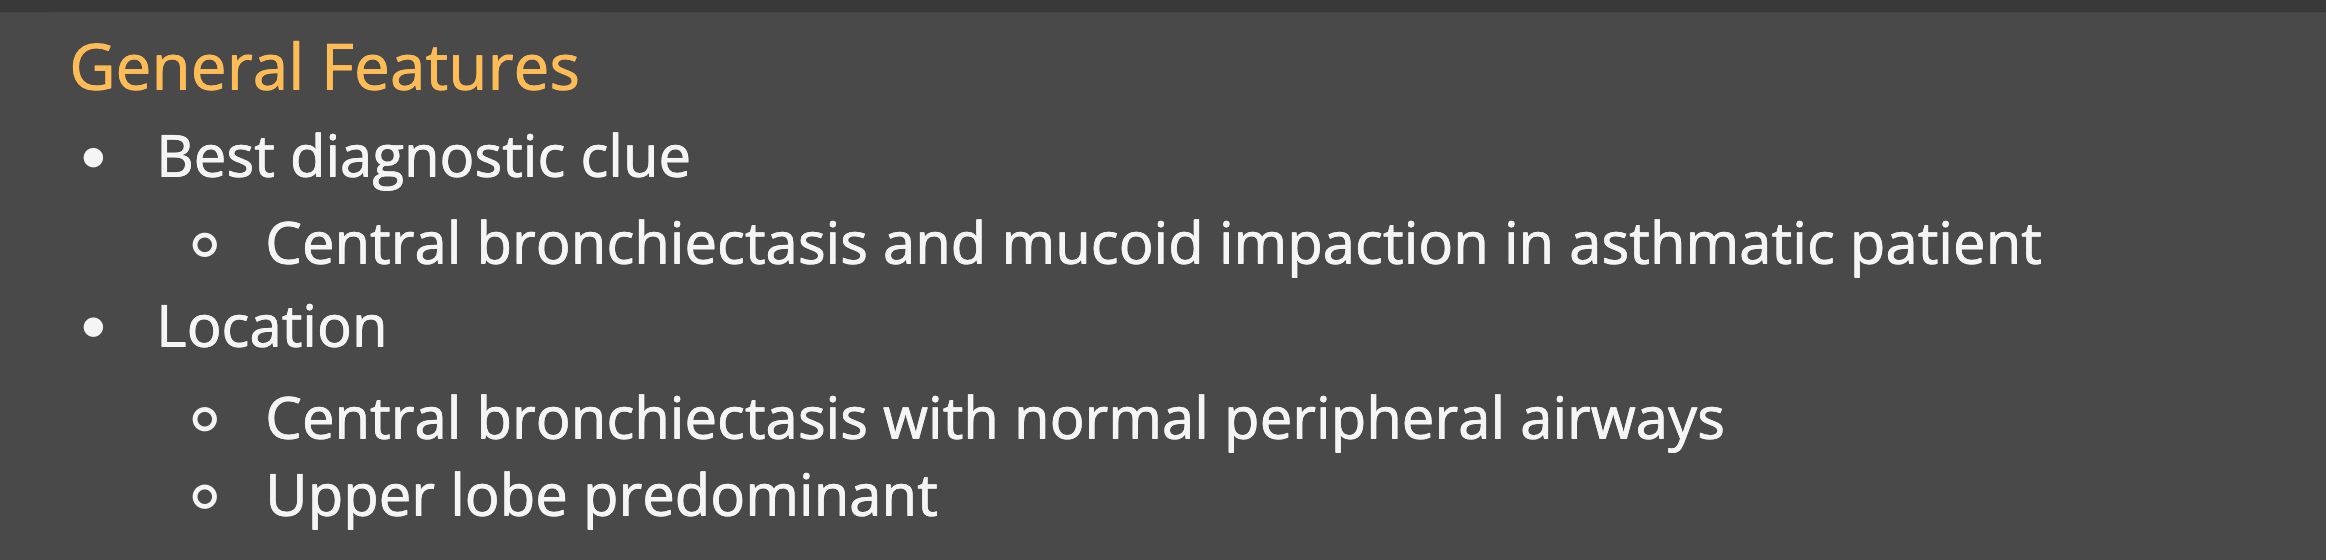 General Features
• Best diagnostic clue
○ Central bronchiectasis and mucoid impaction in asthmatic patient
• Location
○ Central bronchiectasis with normal peripheral airways
○ Upper lobe predominant